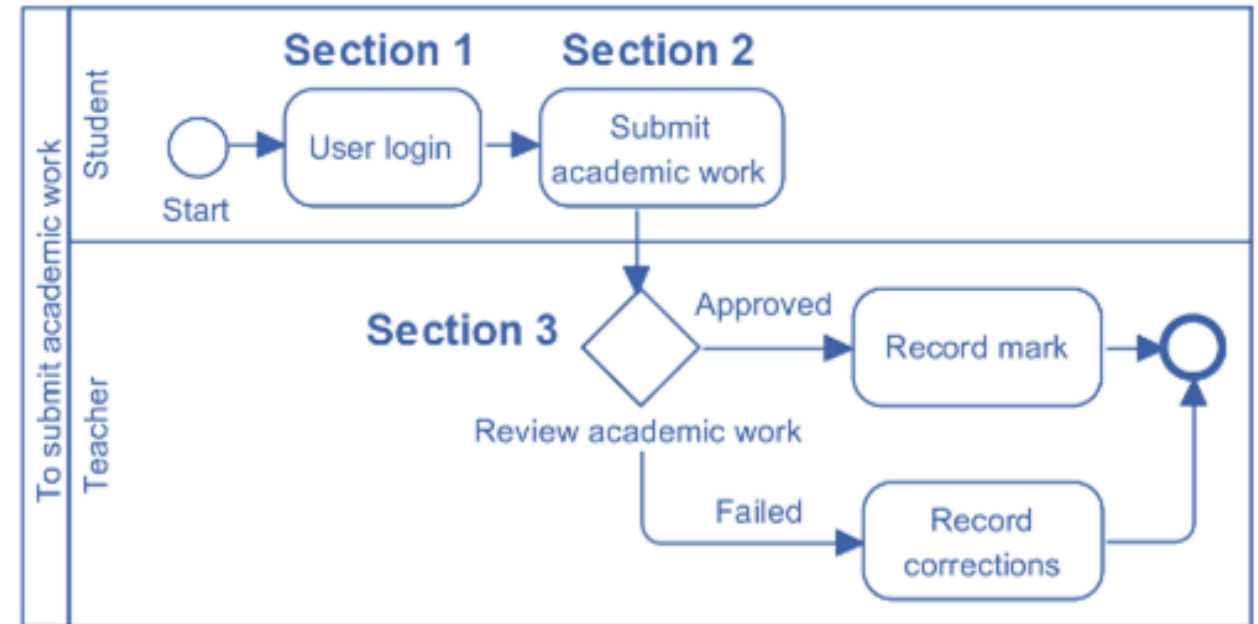 To submit academic work
Student
Section 1
Section 2
Start
User login
Submit
academic work
Teacher
Section 3
Approved
Record mark
Review academic work
Failed
Record
corrections